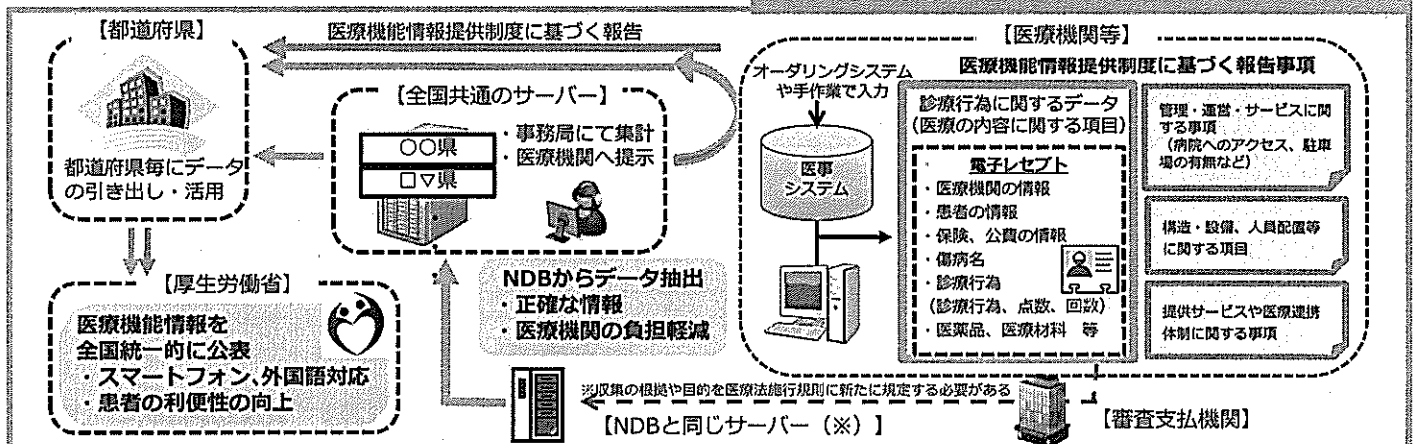 【都道府県】
医療機能情報提供制度に基づく報告
都道府県毎にデータ
の引き出し・活用
【全国共通のサーバー】
○○県
□▽県
・事務局にて集計
・医療機関へ提示
【厚生労働省】
医療機能情報を
全国統一的に公表
・スマートフォン、外国語対応
・患者の利便性の向上
NDBからデータ抽出
・正確な情報
・医療機関の負担軽減
【医療機関等】
オーダリングシステム
や手作業で入力
医事
システム
医療機能情報提供制度に基づく報告事項
診療行為に関するデータ
(医療の内容に関する項目)
電子レセプト
・医療機関の情報
・患者の情報
・保険、公費の情報
・傷病名
・診療行為
(診療行為、点数、回数)
・医薬品、医療材料 等
管理・運営・サービスに関
する事項
(病院へのアクセス、駐車
場の有無など)
構造・設備、人員配置等
に関する項目
提供サービスや医療連携
体制に関する事項
※収集の根拠や目的を医療法施行規則に新たに規定する必要がある
【NDBと同じサーバー(※)】
【審査支払機関】